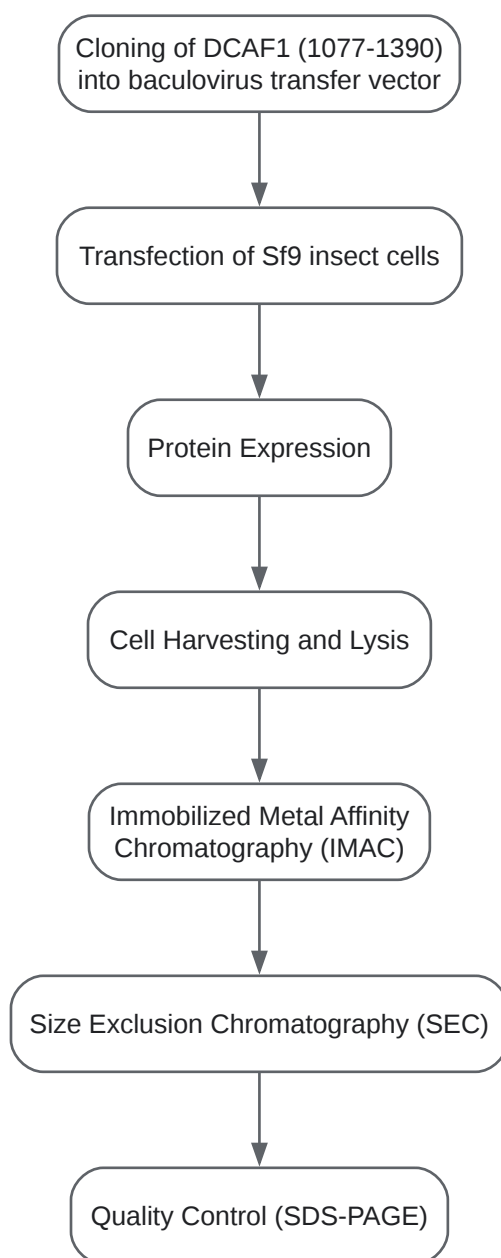 Cloning of DCAF1 (1077-1390)
into baculovirus transfer vector
Transfection of Sf9 insect cells
Protein Expression
Cell Harvesting and Lysis
Immobilized Metal Affinity
Chromatography (IMAC)
Size Exclusion Chromatography (SEC)
Quality Control (SDS-PAGE)